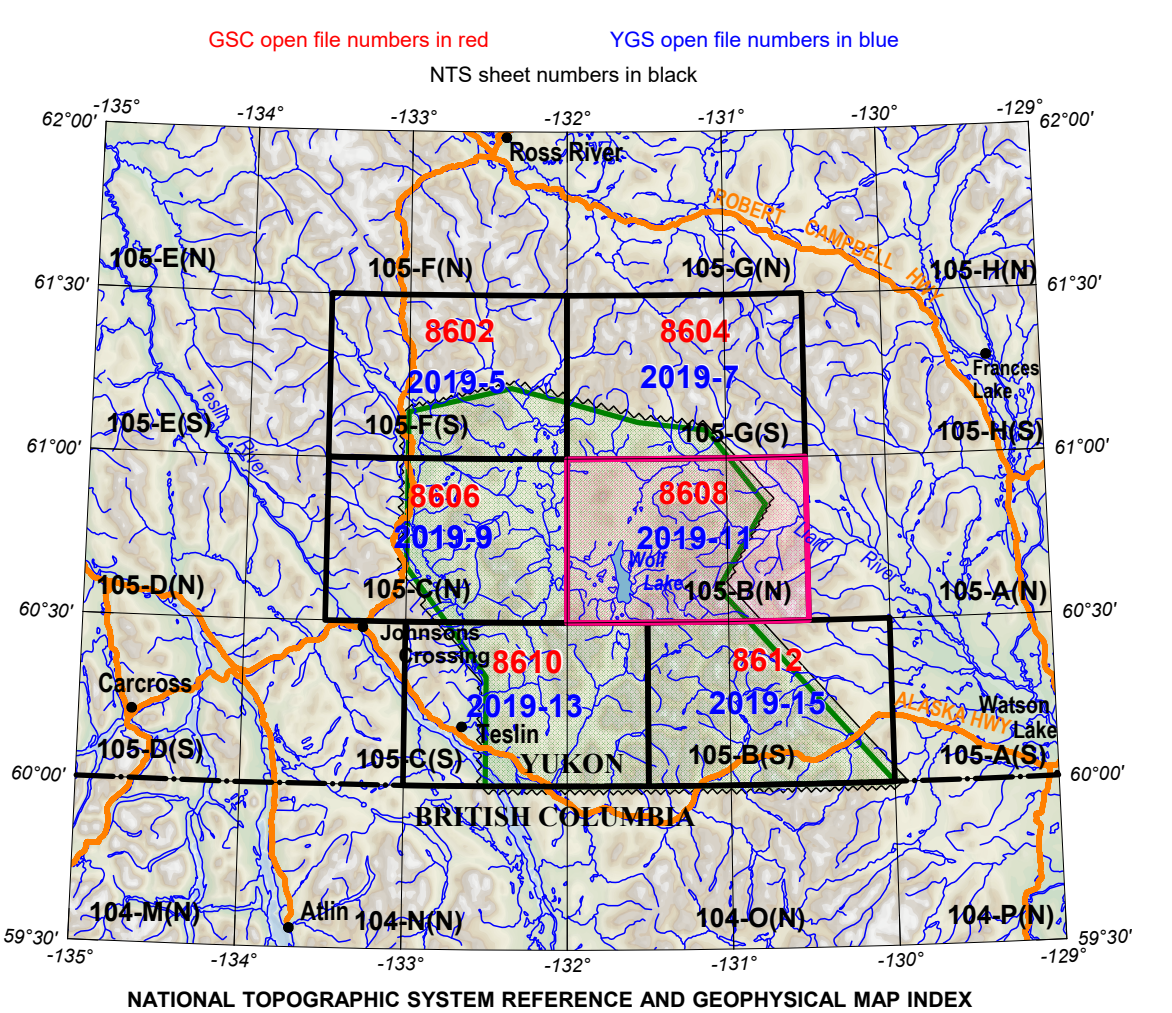 GSC open file numbers in red
YGS open file numbers in blue
NTS sheet numbers in black
-135° -134° -133° -132° -131° -130° -129°
62°00' 62°00'
Ross River
ROBERT CAMPBELL HWY
105-E(N) 105-F(N) 105-G(N) 105-H(N)
61°30' 61°30'
8602 8604
Frances
Lake
2019-5 2019-7
Teslin River
105-E(S) 105-F(S) 105-G(S) 105-H(S)
61°00' 61°00'
8606 8608
2019-9 2019-11
Liard River
Wolf
Lake
105-D(N) 105-C(N) 105-B(N) 105-A(N)
60°30' 60°30'
Johnsons
Crossing
8610 8612
Carcross
2019-13 2019-15
ALASKA HWY
Watson
Lake
Teslin
105-D(S) 105-C(S) 105-B(S) 105-A(S)
YUKON
60°00' 60°00'
BRITISH COLUMBIA
104-M(N) Atlin 104-N(N) 104-O(N) 104-P(N)
59°30' 59°30'
-135° -134° -133° -132° -131° -130° -129°
NATIONAL TOPOGRAPHIC SYSTEM REFERENCE AND GEOPHYSICAL MAP INDEX